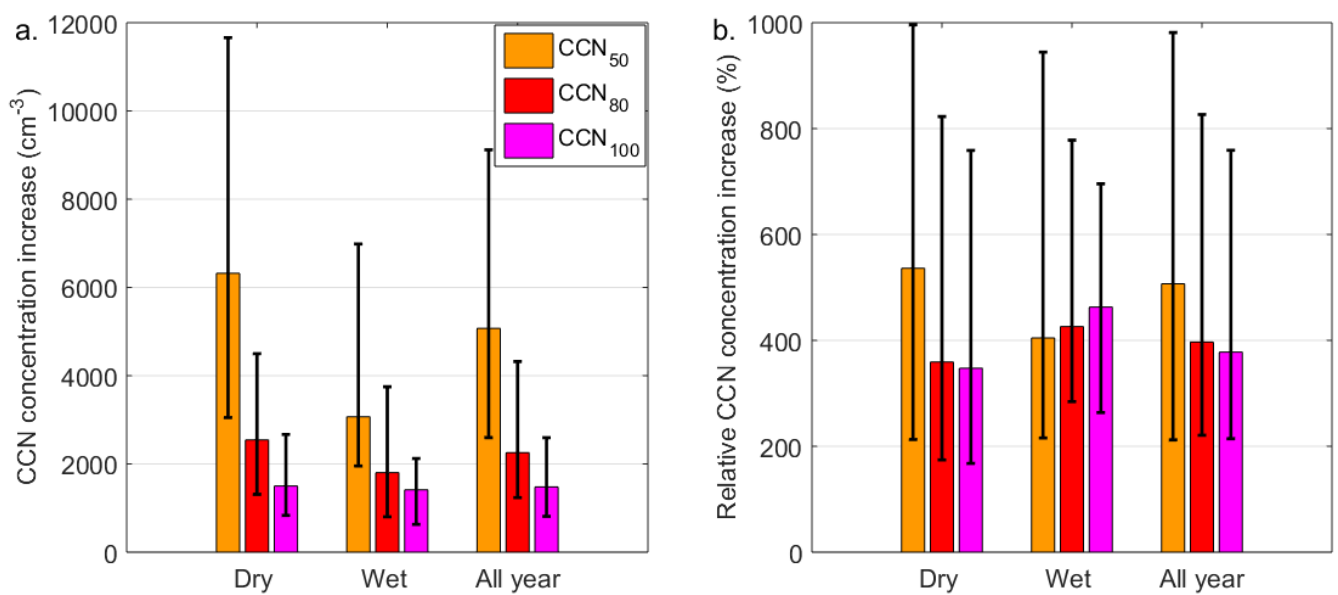 a.
CCN concentration increase (cm-3)
12000
10000
8000
6000
4000
2000
0
CCN50
CCN80
CCN100
Dry Wet All year
b.
Relative CCN concentration increase (%)
1000
800
600
400
200
0
Dry Wet All year